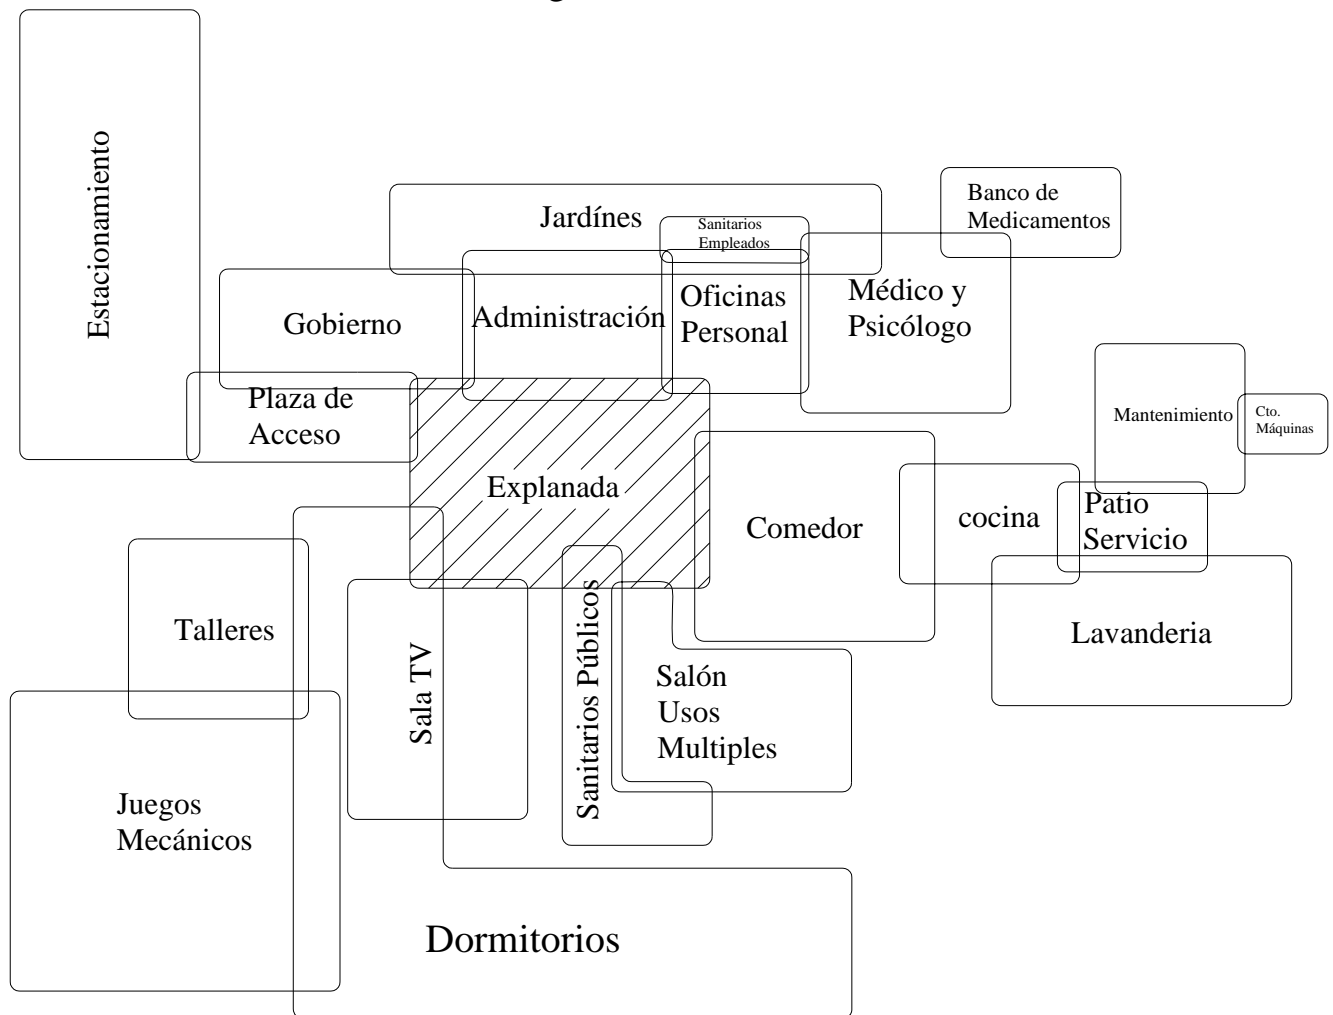 g
Estacionamiento
Jardínes
Sanitarios
Empleados
Banco de
Medicamentos
Gobierno
Administración
Oficinas
Personal
Médico y
Psicólogo
Plaza de
Acceso
Mantenimiento
Cto.
Máquinas
Explanada
Comedor
cocina
Patio
Servicio
Talleres
Sala TV
Sanitarios Públicos
Salón
Usos
Multiples
Lavanderia
Juegos
Mecánicos
Dormitorios